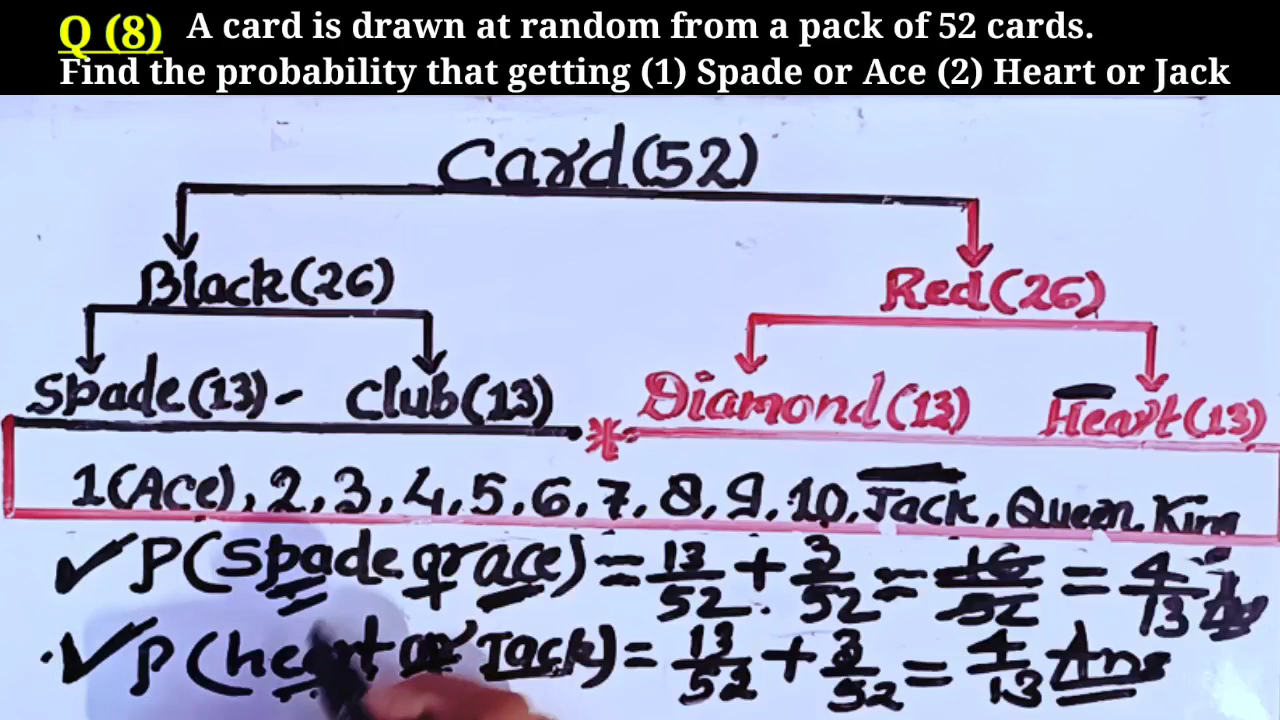 Q (8) A card is drawn at random from a pack of 52 cards.
Find the probability that getting (1) Spade or Ace (2) Heart or Jack
Card(52)
Black(26) Red(26)
Spade(13)- Club(13) * Diamond(13) Heart(13)
1(Ace), 2, 3, 4, 5, 6, 7, 8, 9, 10, Jack, Queen, King
✓ P(Spade or ace) = 13/52 + 3/52 = 16/52 = 4/13
✓ P(heart or Jack) = 13/52 + 3/52 = 4/13 Ans